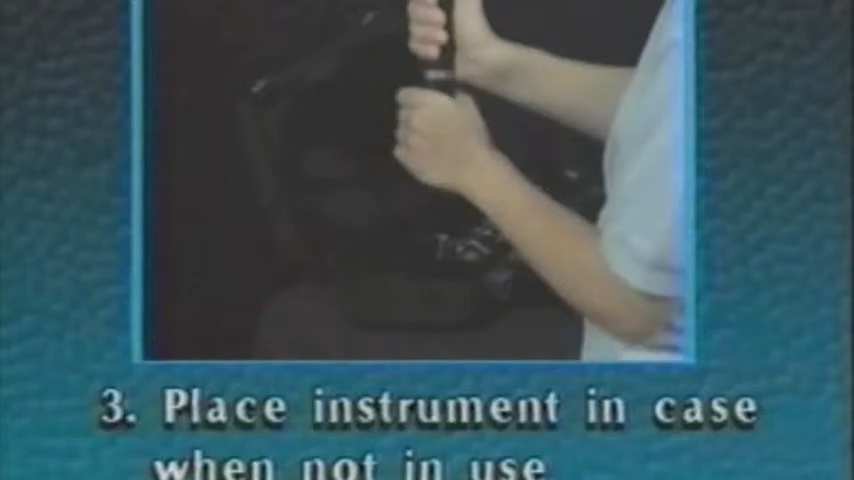 3. Place instrument in case
when not in use